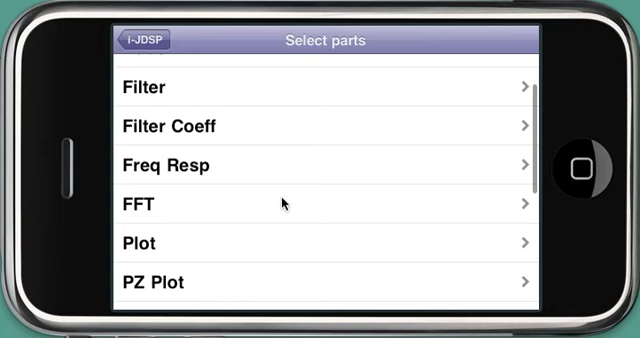 i-JDSP
Select parts
Filter
Filter Coeff
Freq Resp
FFT
Plot
PZ Plot